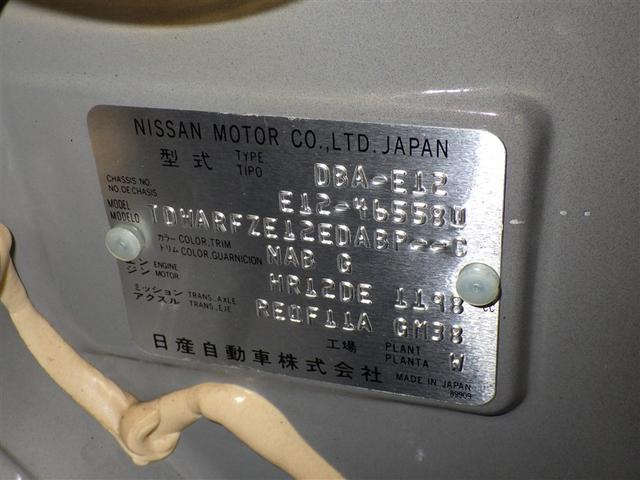 NISSAN MOTOR CO.,LTD. JAPAN
型式 TYPE TIPO DBA-E12
CHASSIS NO. NO.DE.CHASIS E12-465580
MODEL MODELO TDWARFZE12EDABP--C
カラー COLOR,TRIM トリム COLOR,GUARNICION MAB G
エンジン ENGINE MOTOR HR12DE 1198 cc
ミッション TRANS.,AXLE アクスル TRANS.,EJE RE0F11A GM38
工場 PLANT PLANTA W
日産自動車株式会社 MADE IN JAPAN
89909